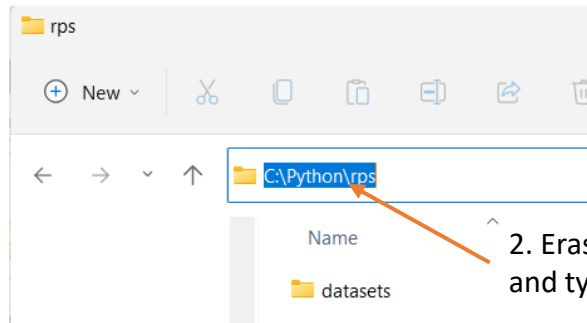 rps
New
C:\Python\rps
Name
2. Eras
and ty
datasets